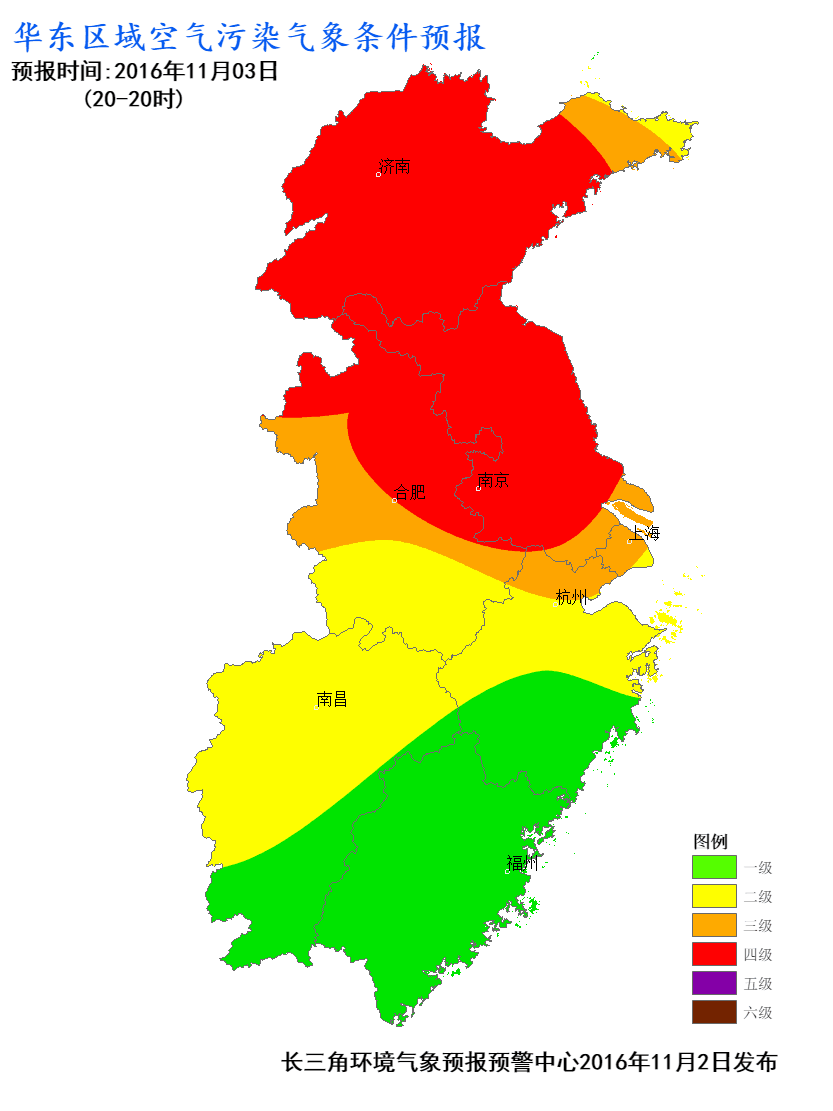 华东区域空气污染气象条件预报
预报时间:2016年11月03日
(20-20时)
济南
南京
合肥
上海
杭州
南昌
福州
图例
一级
二级
三级
四级
五级
六级
长三角环境气象预报预警中心2016年11月2日发布